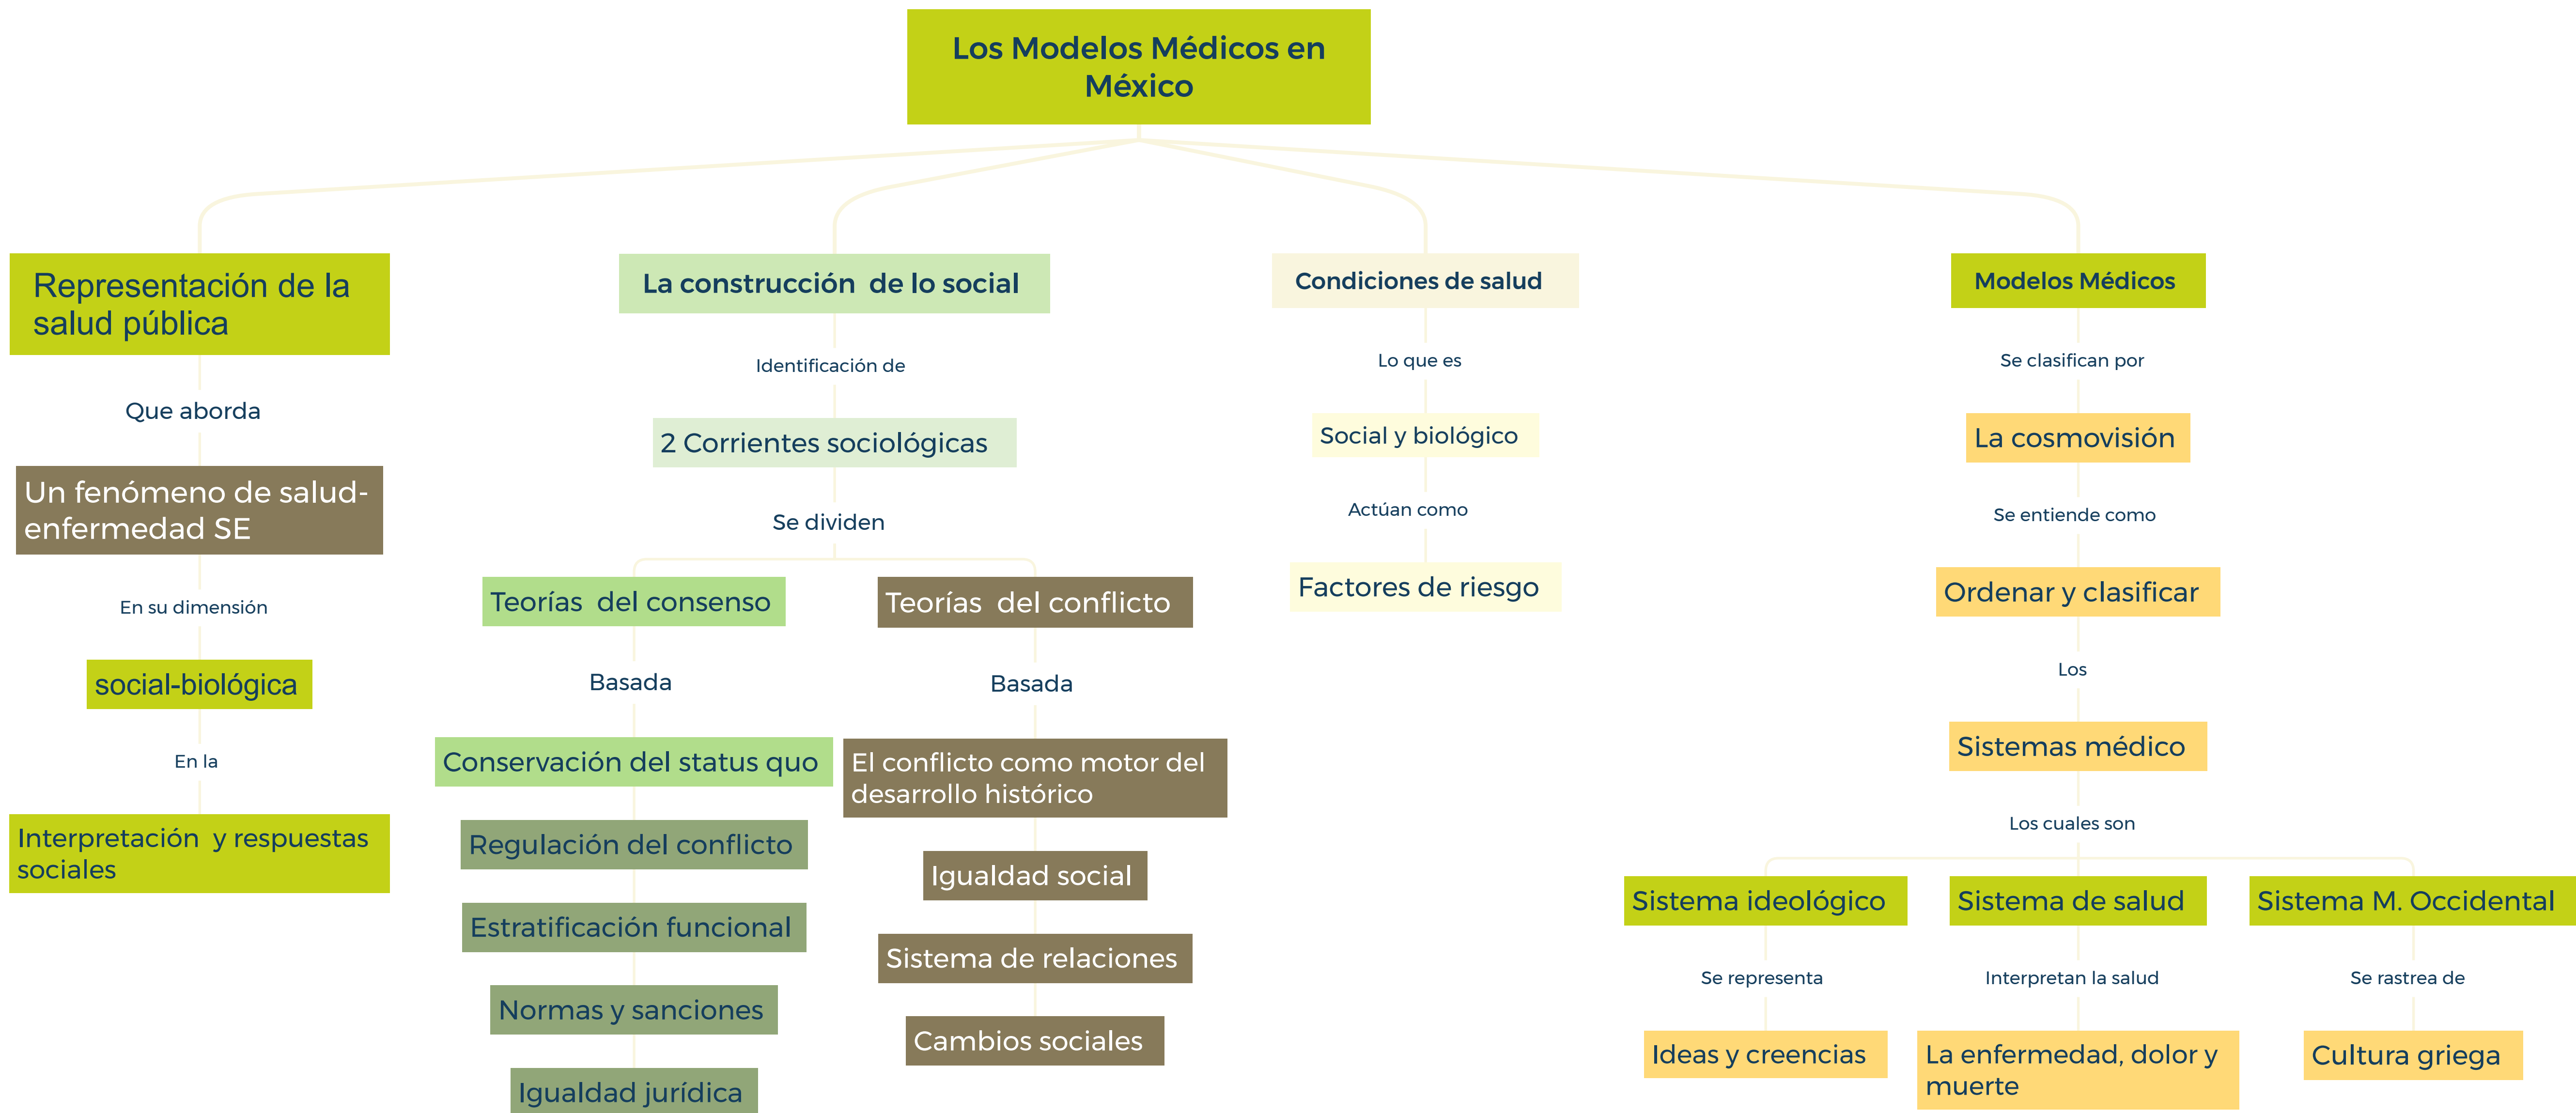 Los Modelos Médicos en
México
Representación de la
salud pública
Que aborda
Un fenómeno de salud-
enfermedad SE
En su dimensión
social-biológica
En la
Interpretación y respuestas
sociales
La construcción de lo social
Identificación de
2 Corrientes sociológicas
Se dividen
Teorías del consenso
Basada
Conservación del status quo
Regulación del conflicto
Estratificación funcional
Normas y sanciones
Igualdad jurídica
Teorías del conflicto
Basada
El conflicto como motor del
desarrollo histórico
Igualdad social
Sistema de relaciones
Cambios sociales
Condiciones de salud
Lo que es
Social y biológico
Actúan como
Factores de riesgo
Modelos Médicos
Se clasifican por
La cosmovisión
Se entiende como
Ordenar y clasificar
Los
Sistemas médico
Los cuales son
Sistema ideológico
Se representa
Ideas y creencias
Sistema de salud
Interpretan la salud
La enfermedad, dolor y
muerte
Sistema M. Occidental
Se rastrea de
Cultura griega